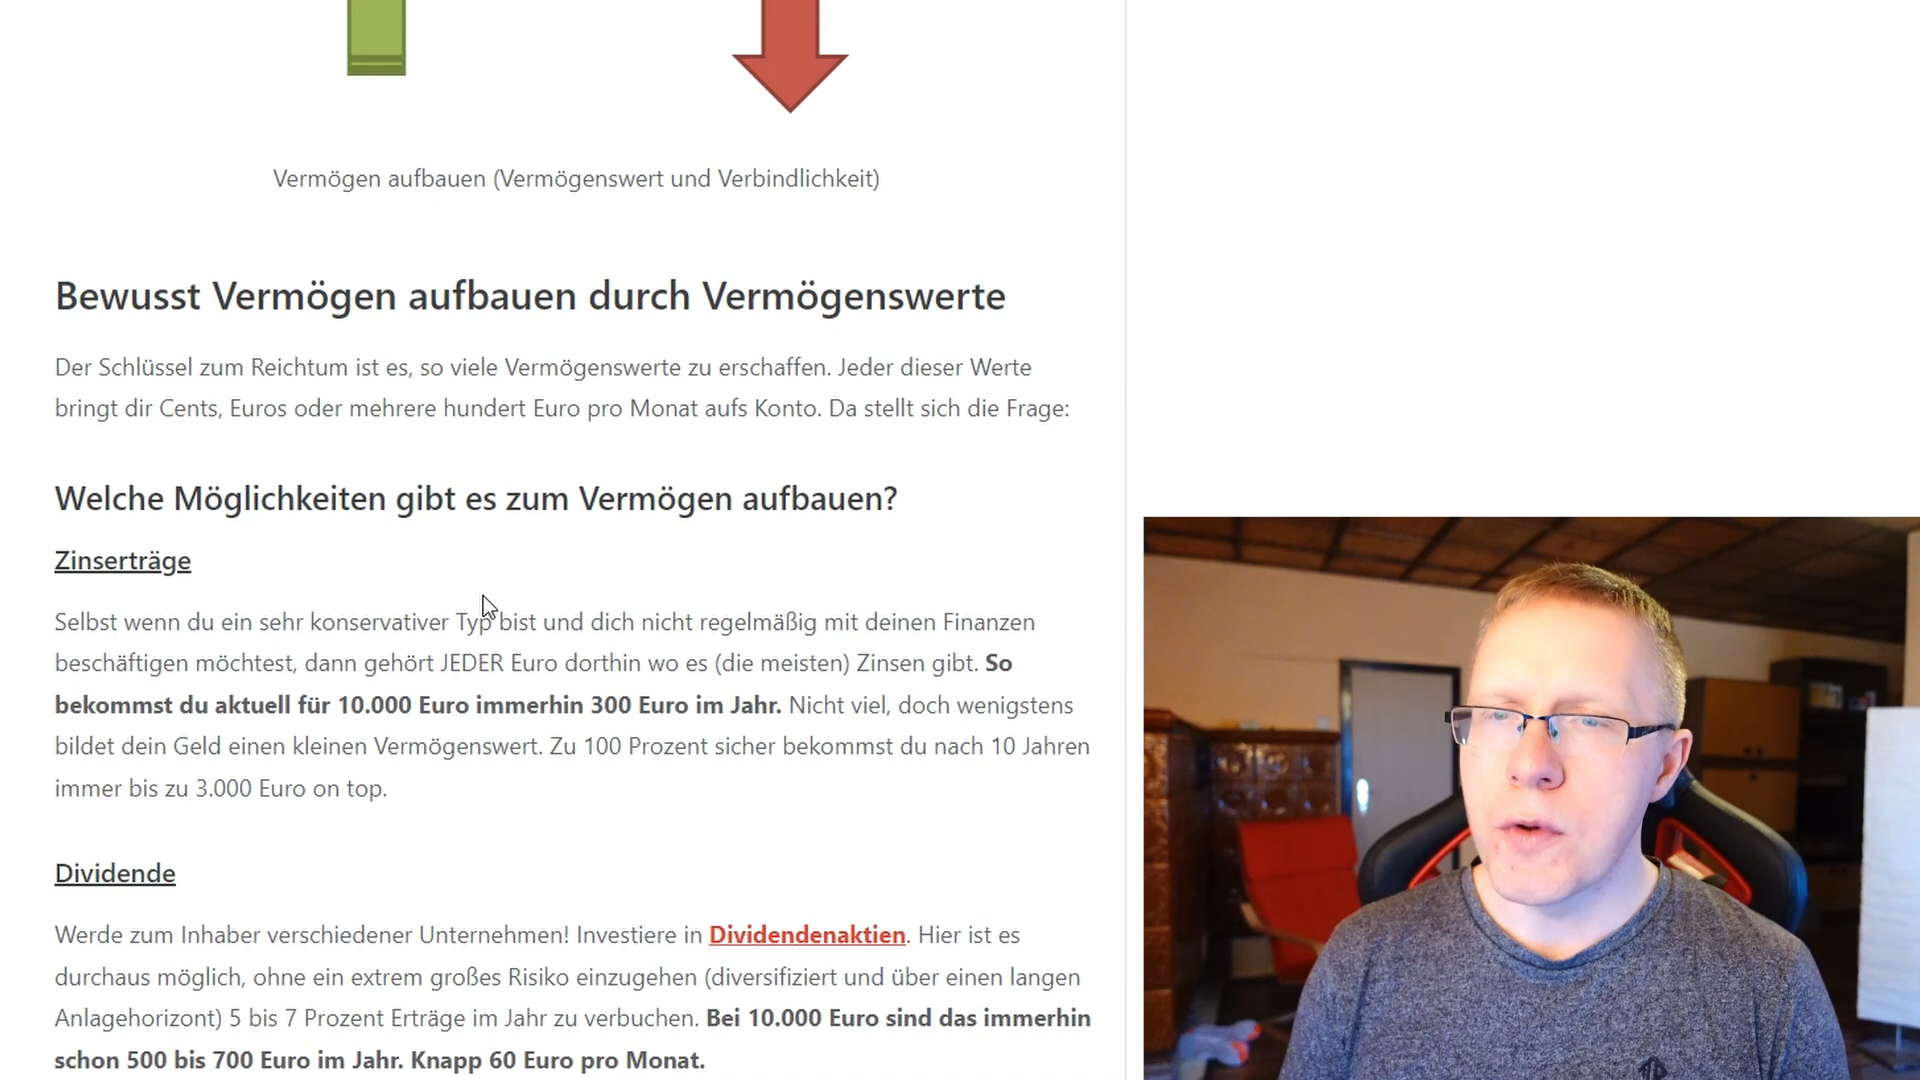 Vermögen aufbauen (Vermögenswert und Verbindlichkeit)
Bewusst Vermögen aufbauen durch Vermögenswerte
Der Schlüssel zum Reichtum ist es, so viele Vermögenswerte zu erschaffen. Jeder dieser Werte
bringt dir Cents, Euros oder mehrere hundert Euro pro Monat aufs Konto. Da stellt sich die Frage:
Welche Möglichkeiten gibt es zum Vermögen aufbauen?
Zinserträge
Selbst wenn du ein sehr konservativer Typ bist und dich nicht regelmäßig mit deinen Finanzen
beschäftigen möchtest, dann gehört JEDER Euro dorthin wo es (die meisten) Zinsen gibt. So
bekommst du aktuell für 10.000 Euro immerhin 300 Euro im Jahr. Nicht viel, doch wenigstens
bildet dein Geld einen kleinen Vermögenswert. Zu 100 Prozent sicher bekommst du nach 10 Jahren
immer bis zu 3.000 Euro on top.
Dividende
Werde zum Inhaber verschiedener Unternehmen! Investiere in Dividendenaktien. Hier ist es
durchaus möglich, ohne ein extrem großes Risiko einzugehen (diversifiziert und über einen langen
Anlagehorizont) 5 bis 7 Prozent Erträge im Jahr zu verbuchen. Bei 10.000 Euro sind das immerhin
schon 500 bis 700 Euro im Jahr. Knapp 60 Euro pro Monat.